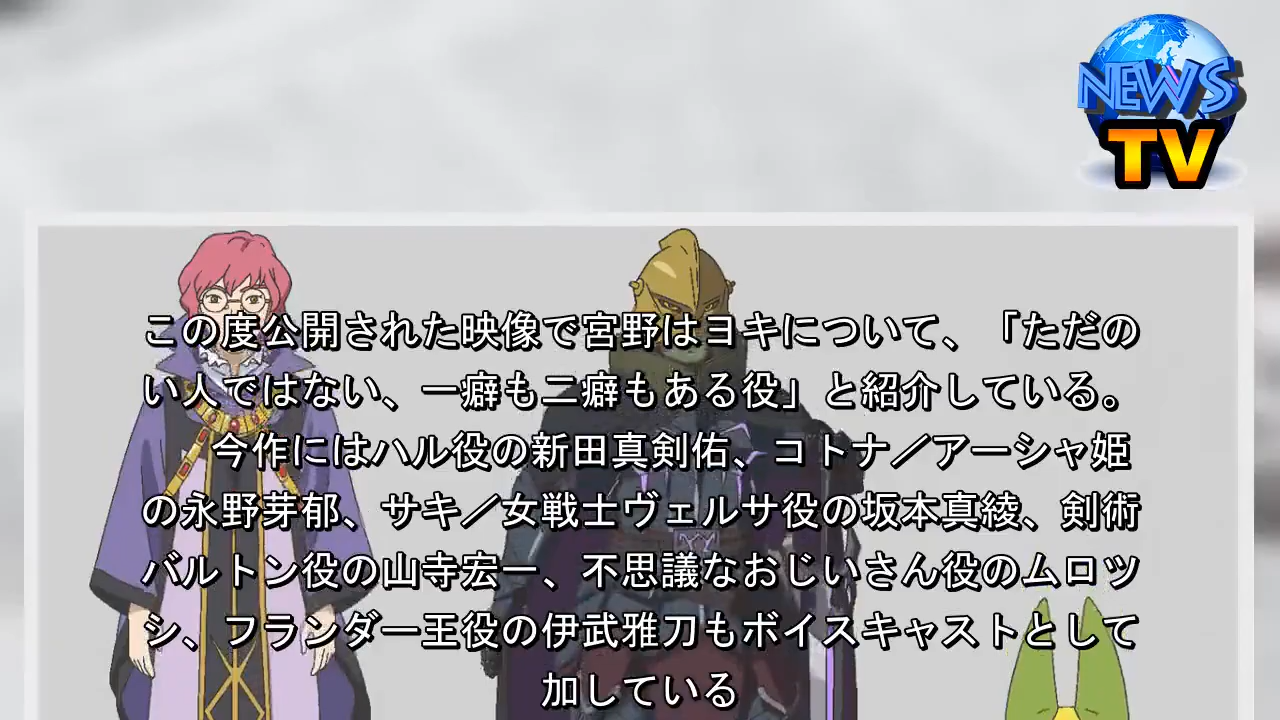 NEWS
TV
この度公開された映像で宮野はヨキについて、「ただの
い人ではない、一癖も二癖もある役」と紹介している。
今作にはハル役の新田真剣佑、コトナ／アーシャ姫
の永野芽郁、サキ／女戦士ヴェルサ役の坂本真綾、剣術
バルトン役の山寺宏一、不思議なおじいさん役のムロツ
シ、フランダー王役の伊武雅刀もボイスキャストとして
加している